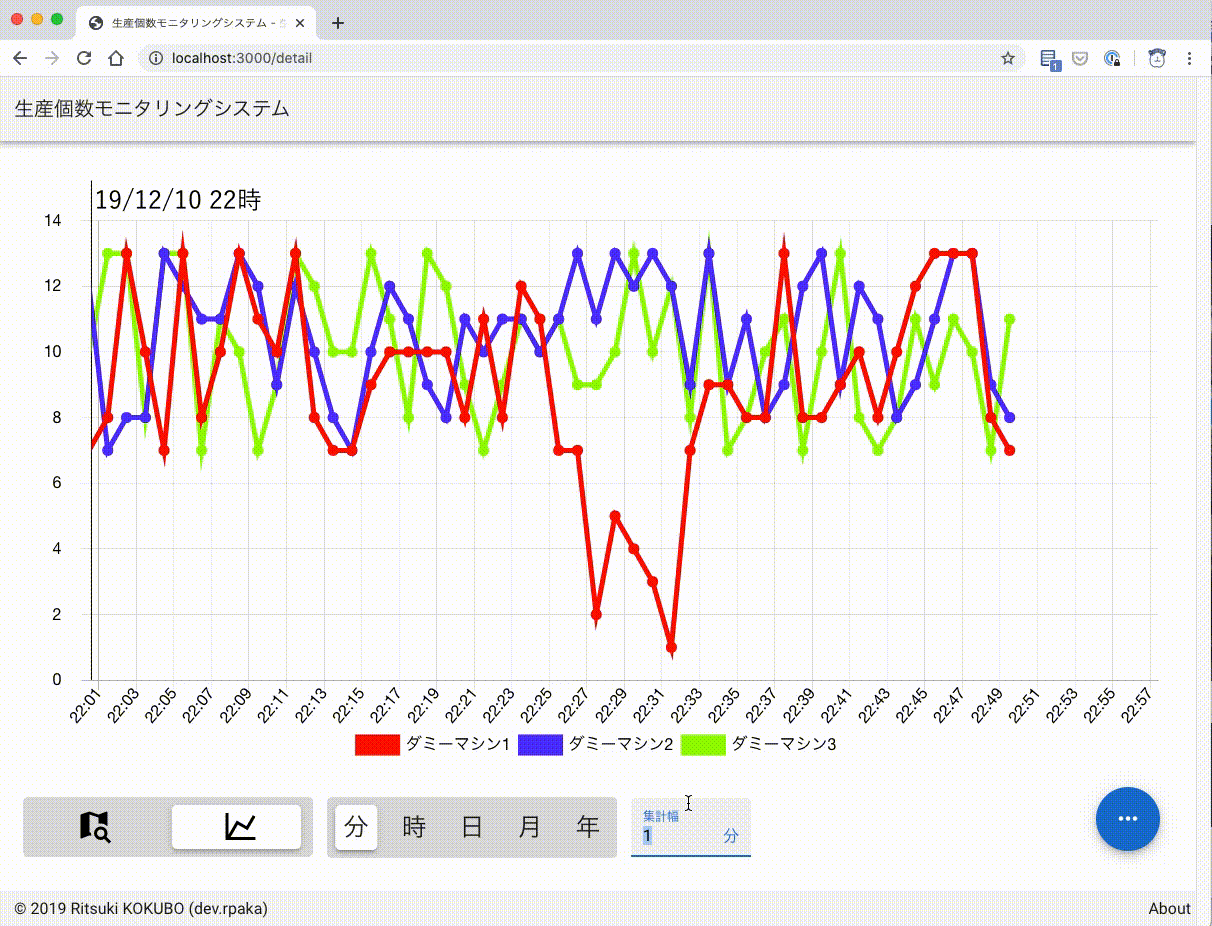 生産個数モニタリングシステム -
localhost:3000/detail
1
生産個数モニタリングシステム
19/12/10 22時
14
12
10
8
6
4
2
0
22:01 22:03 22:05 22:07 22:09 22:11 22:13 22:15 22:17 22:19 22:21 22:23 22:25 22:27 22:29 22:31 22:33 22:35 22:37 22:39 22:41 22:43 22:45 22:47 22:49 22:51 22:53 22:55 22:57
ダミーマシン1 ダミーマシン2 ダミーマシン3
分 時 日 月 年
集計幅
1 分
© 2019 Ritsuki KOKUBO (dev.rpaka) About